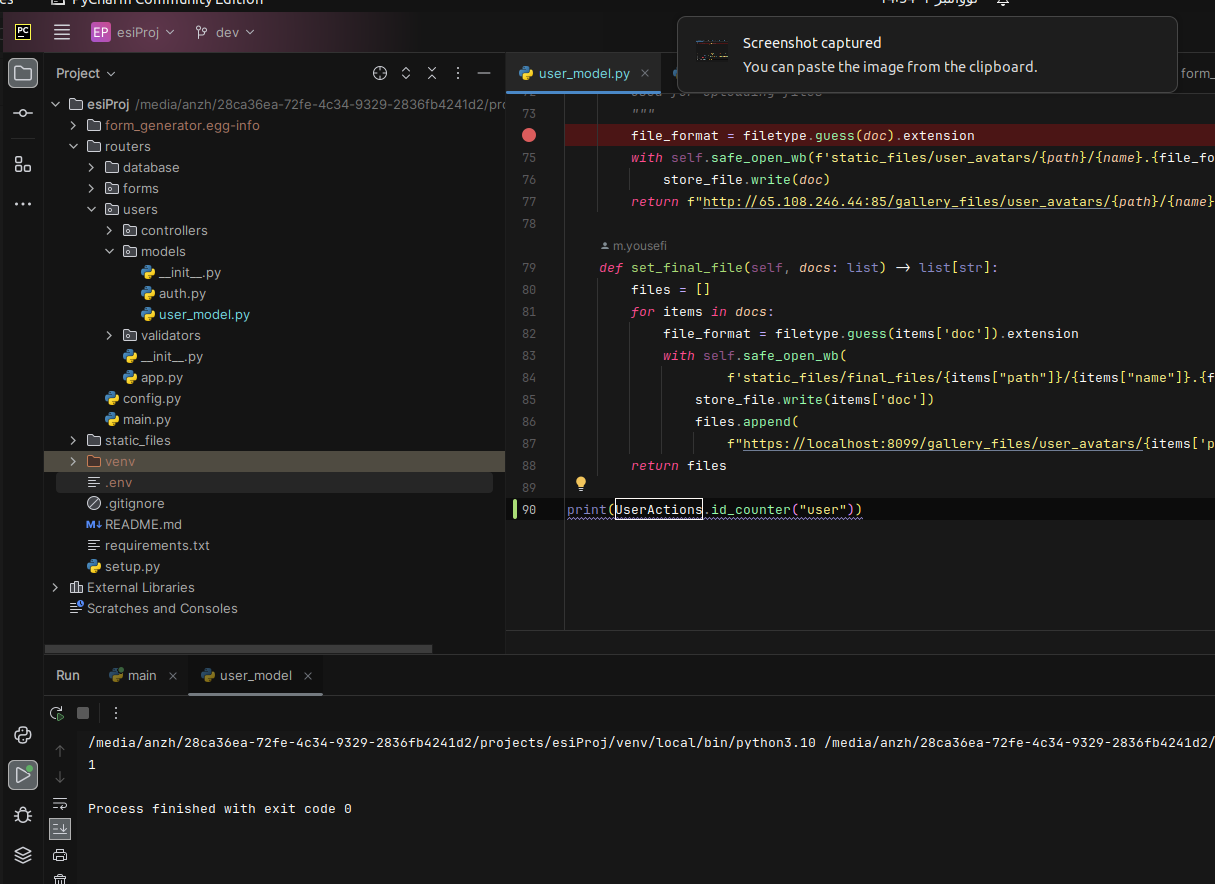 PyCharm Community Edition
PC
EP esiProj
dev
Screenshot captured
You can paste the image from the clipboard.
Project
user_model.py
form_
esiProj /media/anzh/28ca36ea-72fe-4c34-9329-2836fb4241d2/pro
form_generator.egg-info
routers
database
forms
users
controllers
models
__init__.py
auth.py
user_model.py
validators
__init__.py
app.py
config.py
main.py
static_files
venv
.env
.gitignore
M↓ README.md
requirements.txt
setup.py
External Libraries
Scratches and Consoles
73 """
file_format = filetype.guess(doc).extension
75 with self.safe_open_wb(f'static_files/user_avatars/{path}/{name}.{file_fo
76 store_file.write(doc)
77 return f"http://65.108.246.44:85/gallery_files/user_avatars/{path}/{name}
78
m.yousefi
79 def set_final_file(self, docs: list) -> list[str]:
80 files = []
81 for items in docs:
82 file_format = filetype.guess(items['doc']).extension
83 with self.safe_open_wb(
84 f'static_files/final_files/{items["path"]}/{items["name"]}.{f
85 store_file.write(items['doc'])
86 files.append(
87 f"https://localhost:8099/gallery_files/user_avatars/{items['p
88 return files
89
90 print(UserActions.id_counter("user"))
Run
main
user_model
/media/anzh/28ca36ea-72fe-4c34-9329-2836fb4241d2/projects/esiProj/venv/local/bin/python3.10 /media/anzh/28ca36ea-72fe-4c34-9329-2836fb4241d2/
1
Process finished with exit code 0